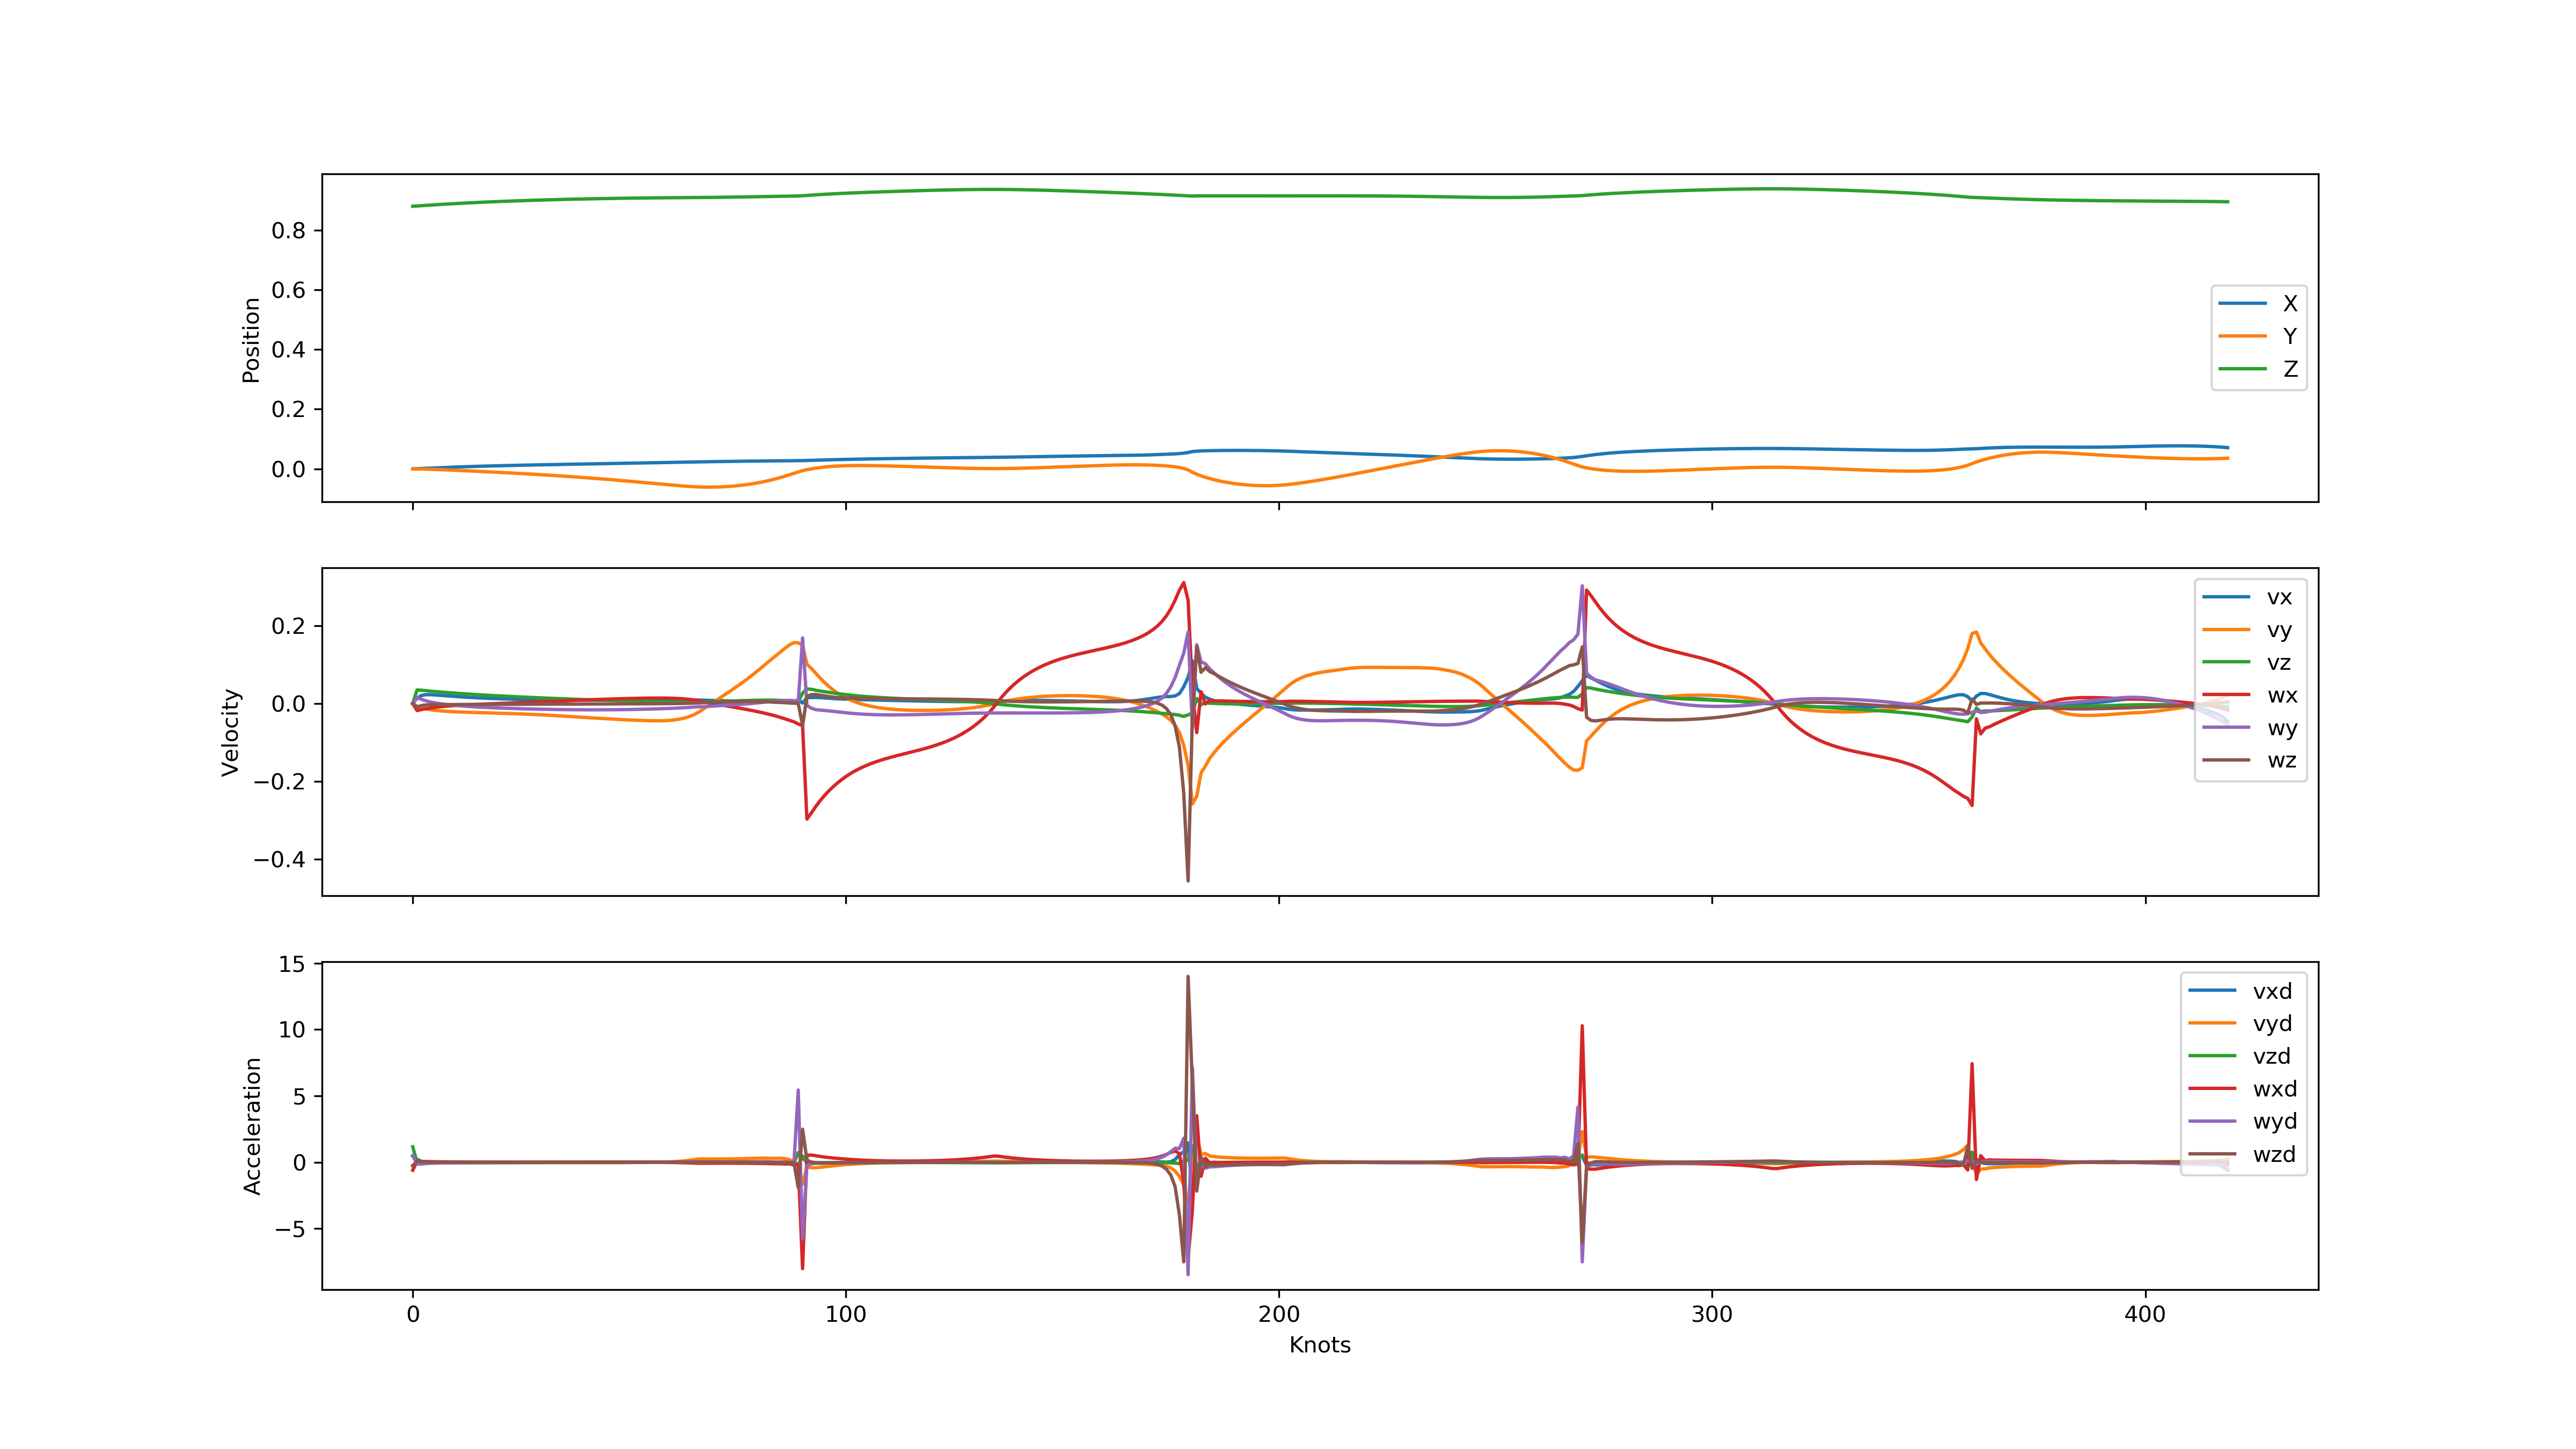 Position
0.8
0.6
0.4
0.2
0.0
X
Y
Z
Velocity
0.2
0.0
−0.2
−0.4
vx
vy
vz
wx
wy
wz
Acceleration
15
10
5
0
−5
vxd
vyd
vzd
wxd
wyd
wzd
0 100 200 300 400
Knots